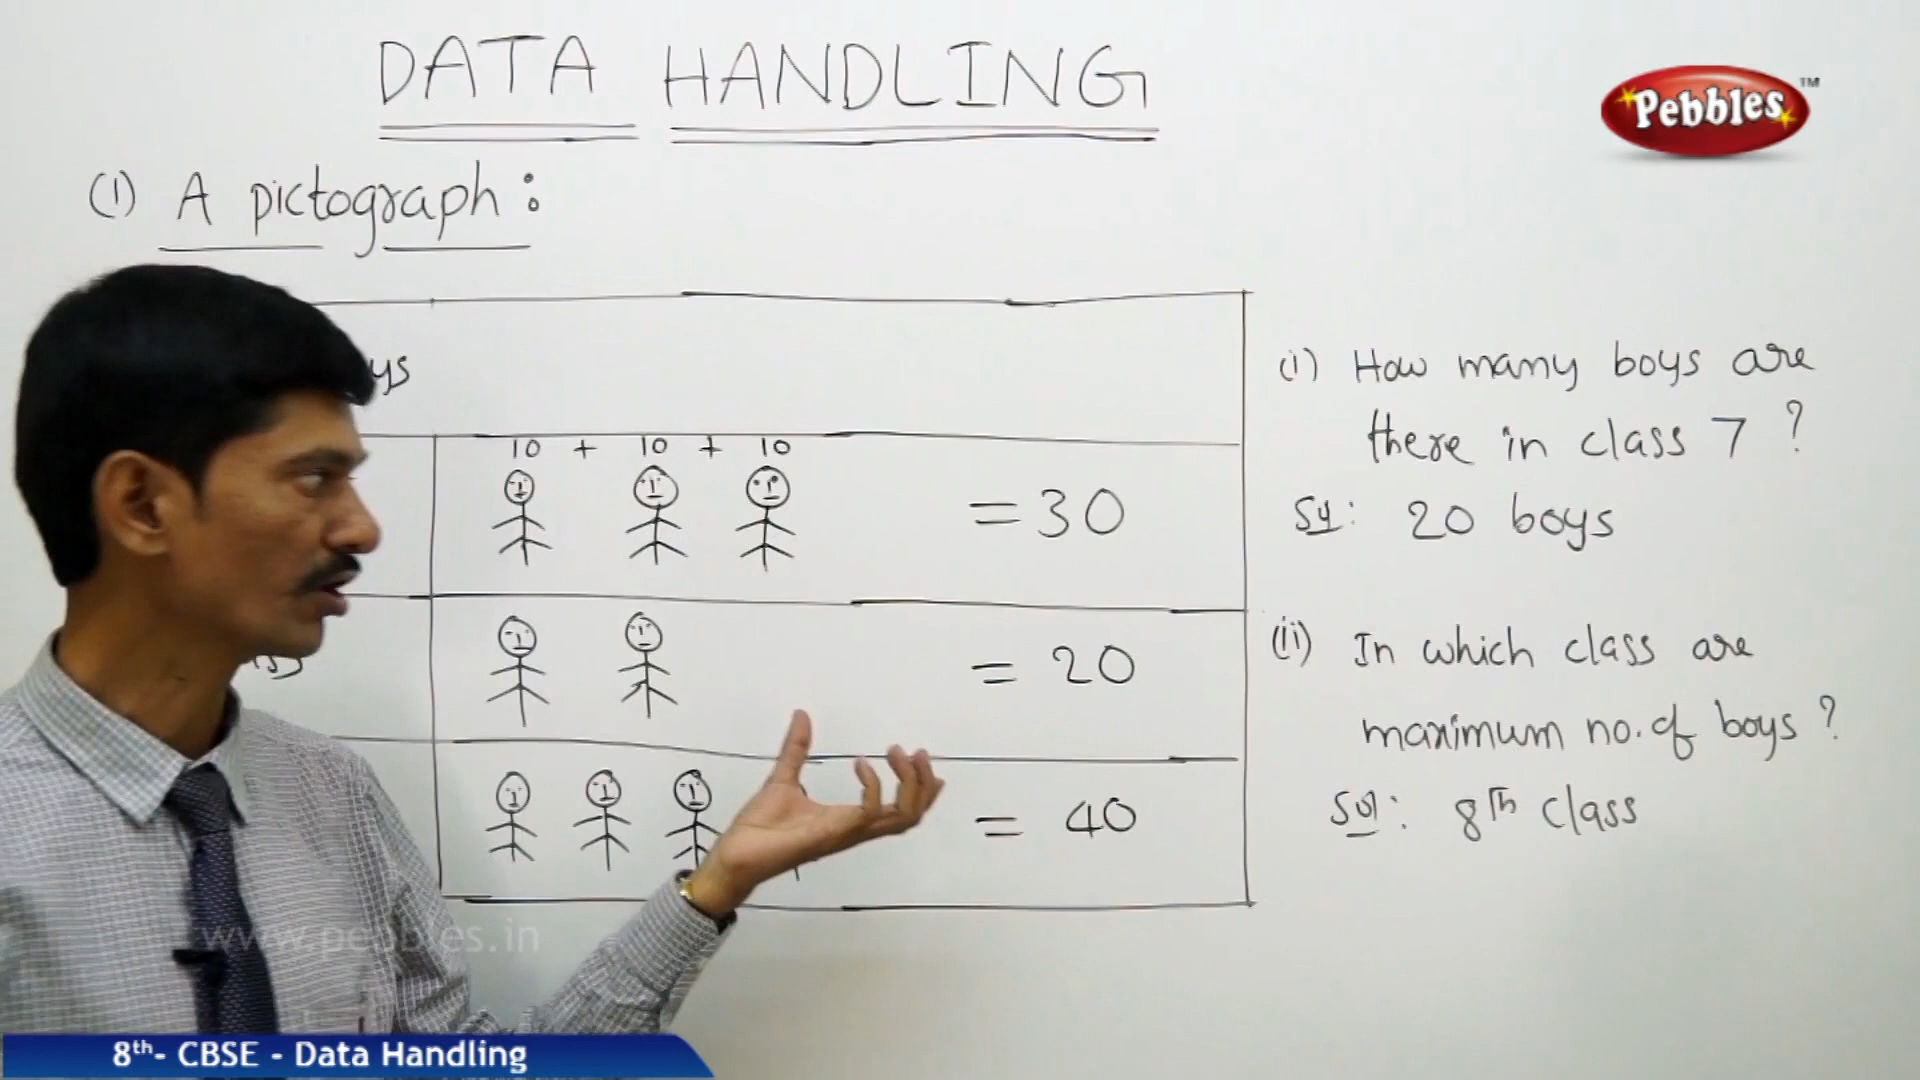 DATA HANDLING
Pebbles™
(1) A pictograph:
ys
10 + 10 + 10
= 30
= 20
= 40
(i) How many boys are
there in class 7 ?
Sol: 20 boys
(ii) In which class are
maximum no. of boys ?
Sol: 8th class
www.pebbles.in
8th- CBSE - Data Handling